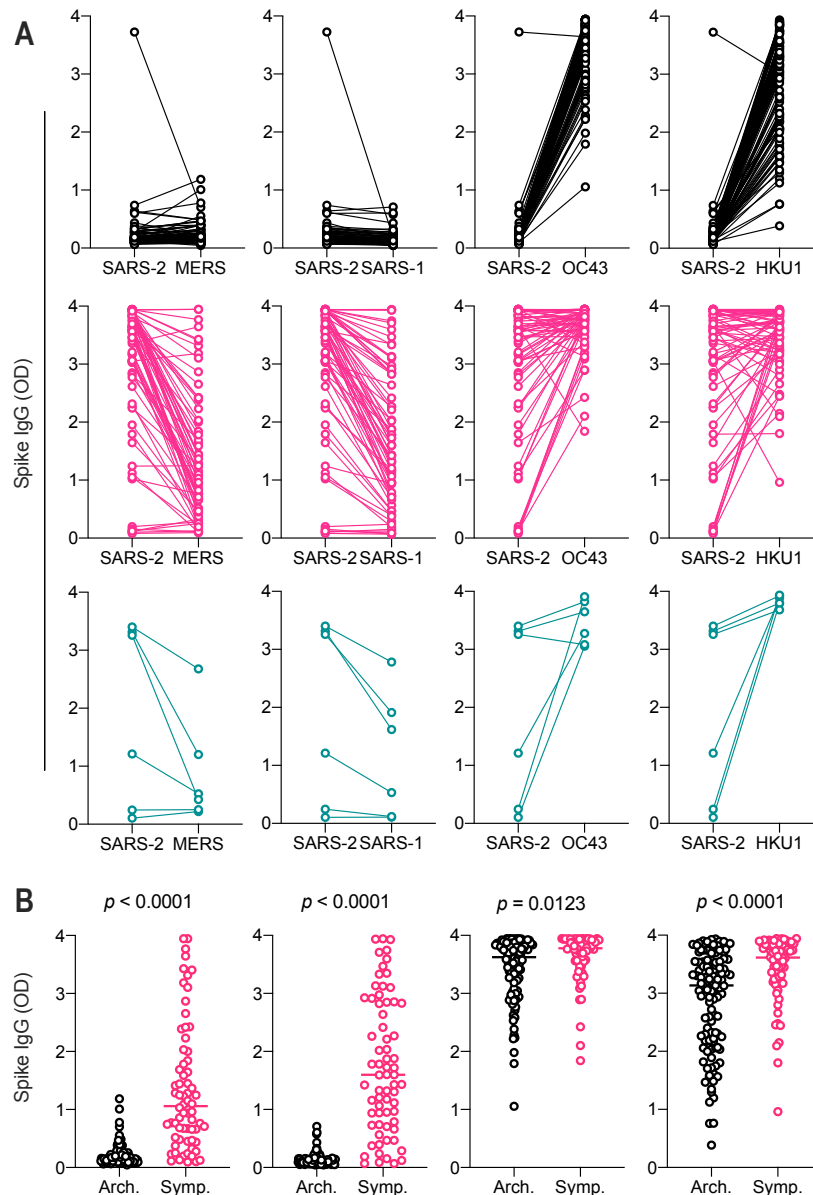 A
4 4 4 4
3 3 3 3
2 2 2 2
1 1 1 1
0 0 0 0
SARS-2 MERS SARS-2 SARS-1 SARS-2 OC43 SARS-2 HKU1
Spike IgG (OD)
4 4 4 4
3 3 3 3
2 2 2 2
1 1 1 1
0 0 0 0
SARS-2 MERS SARS-2 SARS-1 SARS-2 OC43 SARS-2 HKU1
4 4 4 4
3 3 3 3
2 2 2 2
1 1 1 1
0 0 0 0
SARS-2 MERS SARS-2 SARS-1 SARS-2 OC43 SARS-2 HKU1
B
p < 0.0001 p < 0.0001 p = 0.0123 p < 0.0001
Spike IgG (OD)
4 4 4 4
3 3 3 3
2 2 2 2
1 1 1 1
0 0 0 0
Arch. Symp. Arch. Symp. Arch. Symp. Arch. Symp.